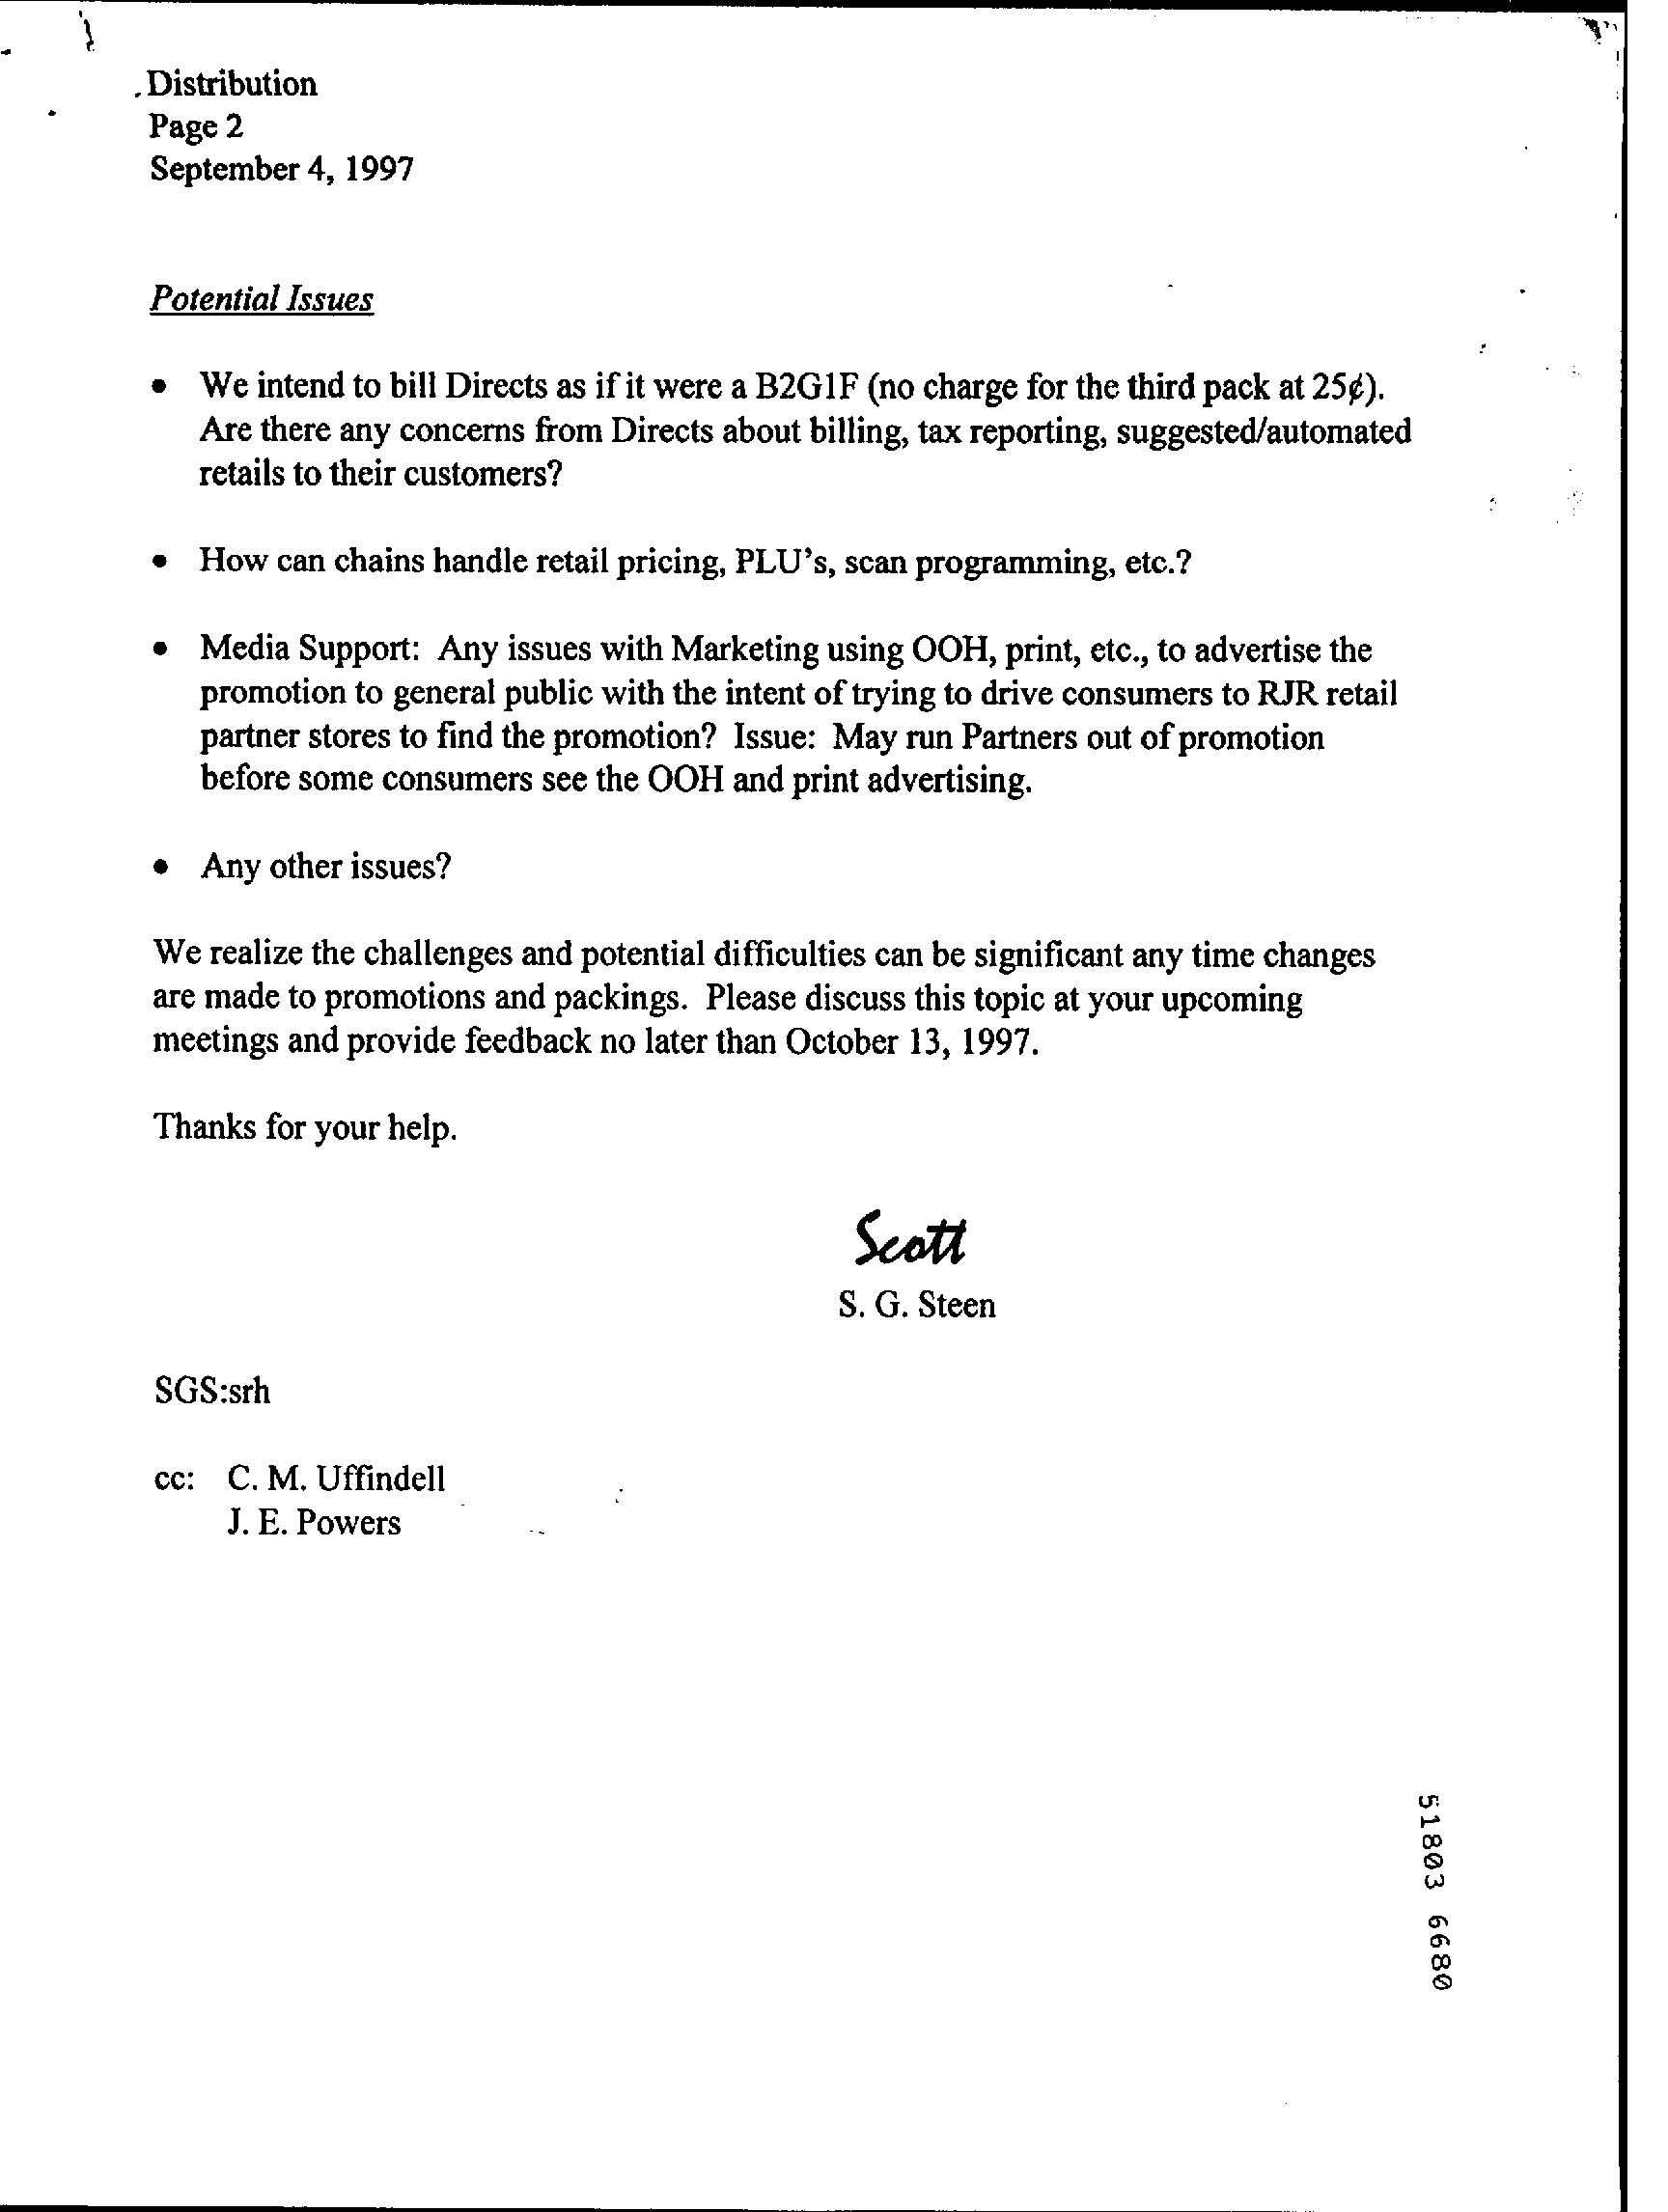 Distribution
Page 2
September 4, 1997
Potential Issues
• We intend to bill Directs as if it were a B2G1F (no charge for the third pack at 25¢).
Are there any concerns from Directs about billing, tax reporting, suggested/automated
retails to their customers?
• How can chains handle retail pricing, PLU's, scan programming, etc.?
• Media Support: Any issues with Marketing using OOH, print, etc., to advertise the
promotion to general public with the intent of trying to drive consumers to RJR retail
partner stores to find the promotion? Issue: May run Partners out of promotion
before some consumers see the OOH and print advertising.
• Any other issues?
We realize the challenges and potential difficulties can be significant any time changes
are made to promotions and packings. Please discuss this topic at your upcoming
meetings and provide feedback no later than October 13, 1997.
Thanks for your help.
Scott
S. G. Steen
SGS:srh
cc: C. M. Uffindell
J. E. Powers
51803 6680